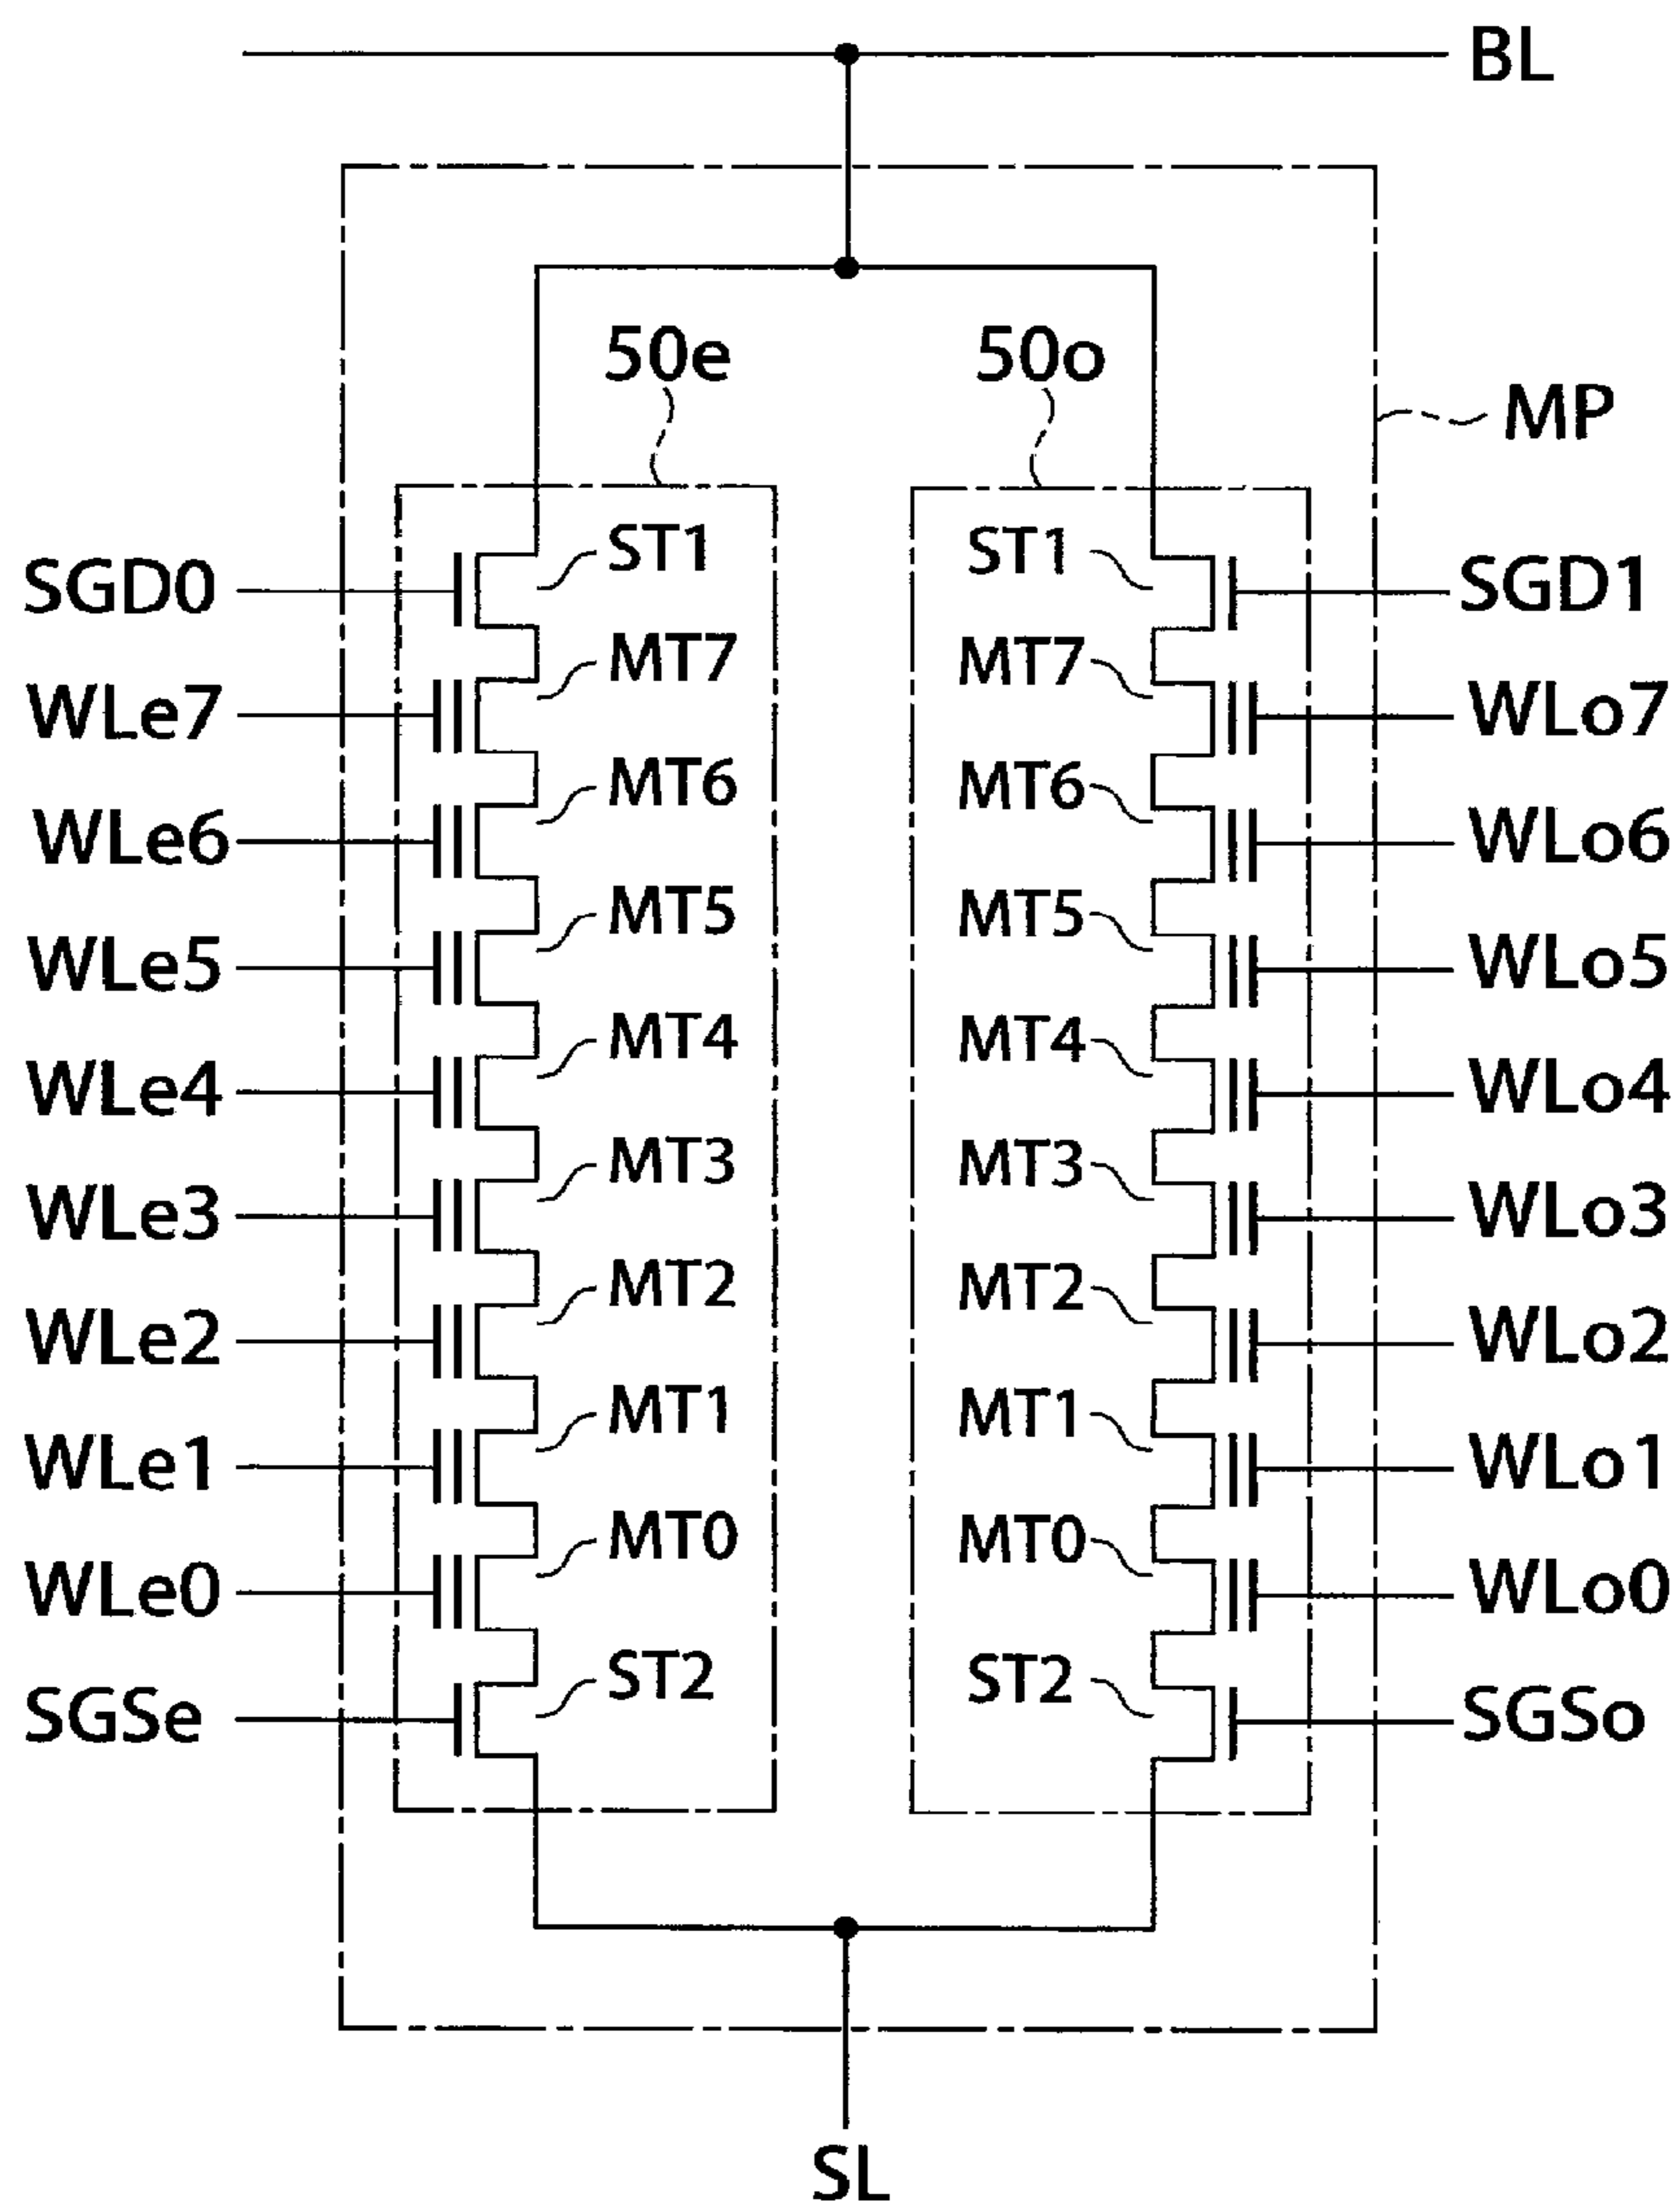 BL
50e 50o
MP
SGD0 ST1 ST1 SGD1
WLe7 MT7 MT7 WLo7
WLe6 MT6 MT6 WLo6
WLe5 MT5 MT5 WLo5
WLe4 MT4 MT4 WLo4
WLe3 MT3 MT3 WLo3
WLe2 MT2 MT2 WLo2
WLe1 MT1 MT1 WLo1
WLe0 MT0 MT0 WLo0
SGSe ST2 ST2 SGSo
SL